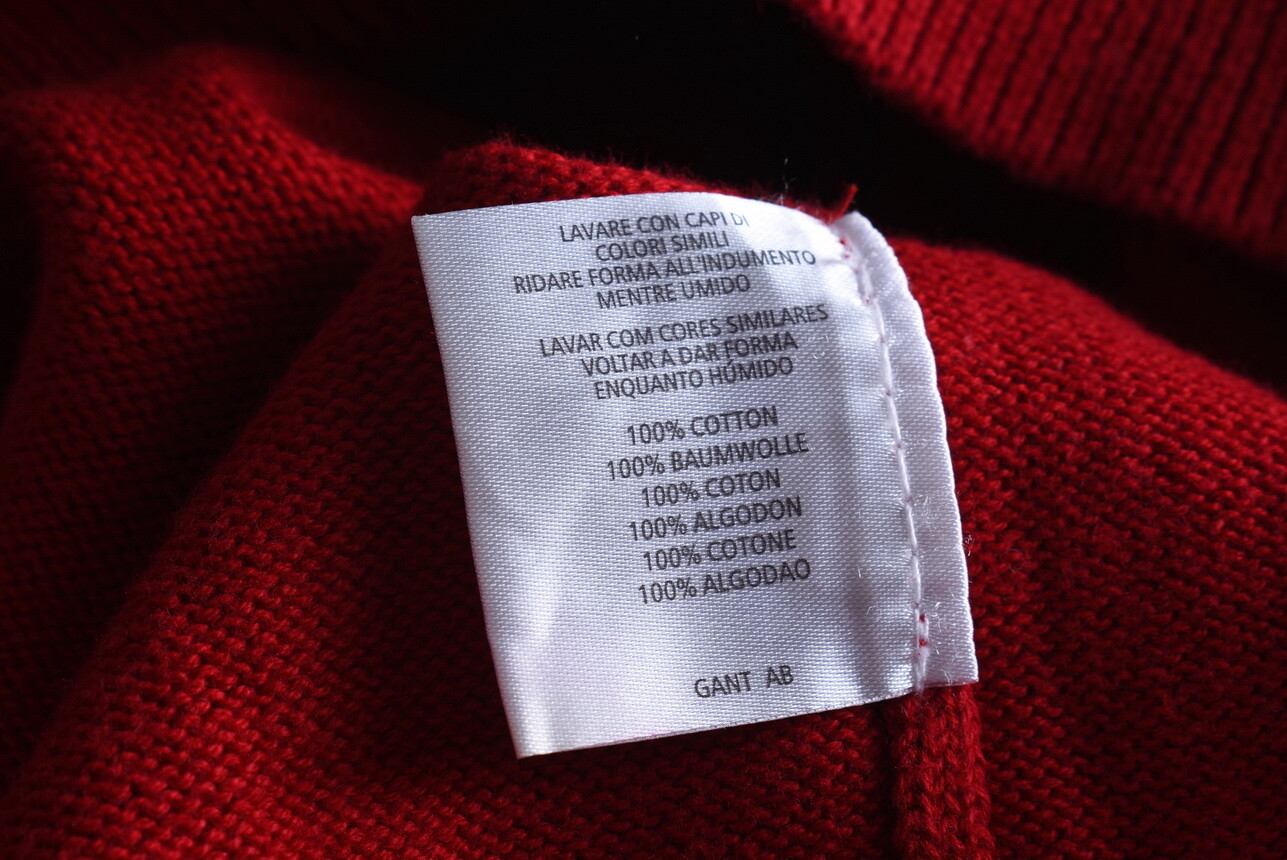 LAVARE CON CAPI DI
COLORI SIMILI
RIDARE FORMA ALL'INDUMENTO
MENTRE UMIDO
LAVAR COM CORES SIMILARES
VOLTAR A DAR FORMA
ENQUANTO HÚMIDO
100% COTTON
100% BAUMWOLLE
100% COTON
100% ALGODON
100% COTONE
100% ALGODAO
GANT AB